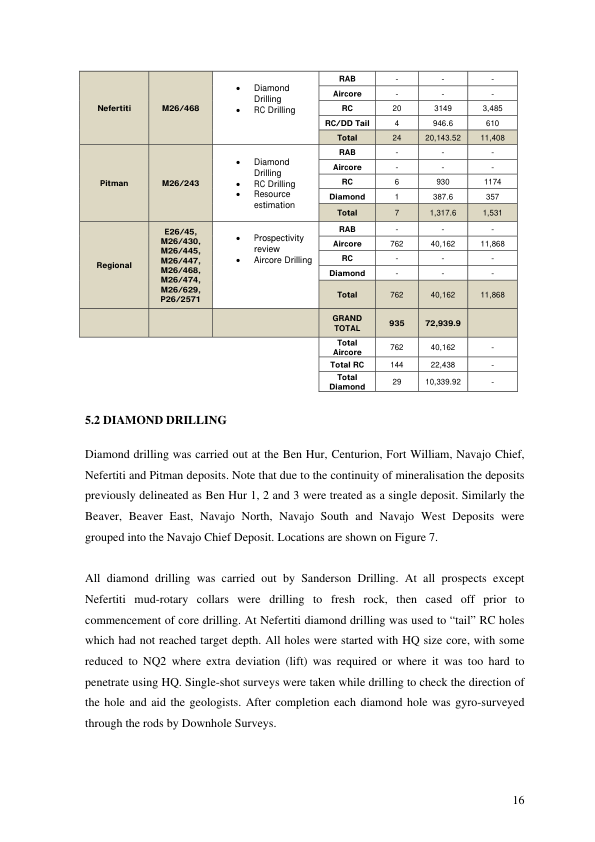 Nefertiti M26/468 • Diamond Drilling • RC Drilling RAB - - -
Aircore - - -
RC 20 3149 3,485
RC/DD Tail 4 946.6 610
Total 24 20,143.52 11,408
Pitman M26/243 • Diamond Drilling • RC Drilling • Resource estimation RAB - - -
Aircore - - -
RC 6 930 1174
Diamond 1 387.6 357
Total 7 1,317.6 1,531
Regional E26/45, M26/430, M26/445, M26/447, M26/468, M26/474, M26/629, P26/2571 • Prospectivity review • Aircore Drilling RAB - - -
Aircore 762 40,162 11,868
RC - - -
Diamond - - -
Total 762 40,162 11,868
GRAND TOTAL 935 72,939.9
Total Aircore 762 40,162 -
Total RC 144 22,438 -
Total Diamond 29 10,339.92 -
5.2 DIAMOND DRILLING
Diamond drilling was carried out at the Ben Hur, Centurion, Fort William, Navajo Chief,
Nefertiti and Pitman deposits. Note that due to the continuity of mineralisation the deposits
previously delineated as Ben Hur 1, 2 and 3 were treated as a single deposit. Similarly the
Beaver, Beaver East, Navajo North, Navajo South and Navajo West Deposits were
grouped into the Navajo Chief Deposit. Locations are shown on Figure 7.
All diamond drilling was carried out by Sanderson Drilling. At all prospects except
Nefertiti mud-rotary collars were drilling to fresh rock, then cased off prior to
commencement of core drilling. At Nefertiti diamond drilling was used to “tail” RC holes
which had not reached target depth. All holes were started with HQ size core, with some
reduced to NQ2 where extra deviation (lift) was required or where it was too hard to
penetrate using HQ. Single-shot surveys were taken while drilling to check the direction of
the hole and aid the geologists. After completion each diamond hole was gyro-surveyed
through the rods by Downhole Surveys.
16